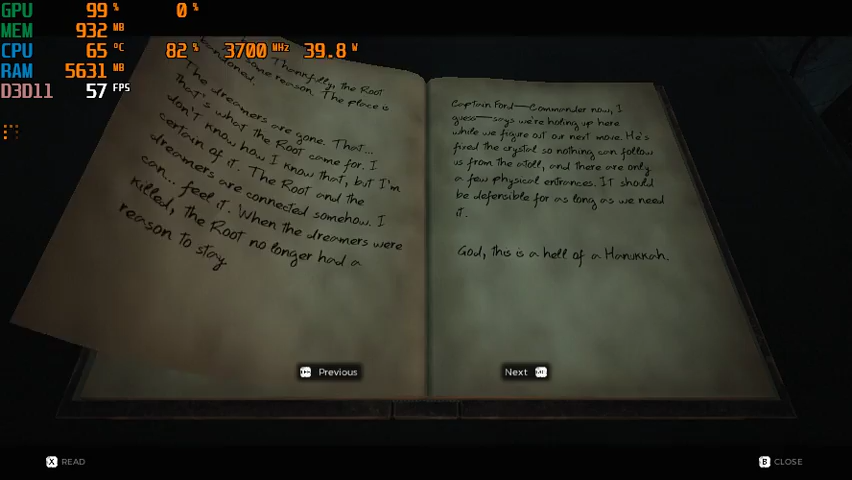 GPU 99 % 0 %
MEM 932 MB
CPU 65 °C 82 % 3700 MHz 39.8 W
RAM 5631 MB
D3D11 57 FPS
Thankfully, the Root
some reason. The place is
The dreamers are gone. That...
That's what the Root came for. I
don't know how I know that, but I'm
certain of it. The Root and the
dreamers are connected somehow. I
can... feel it. When the dreamers were
killed, the Root no longer had a
reason to stay
Captain Ford—Commander now, I
guess—says we're holing up here
while we figure out our next move. He's
fixed the crystal so nothing can follow
us from the atoll, and there are only
a few physical entrances. IT should
be defensible for as long as we need
it.
God, this is a hell of a Hanukkah.
Previous
Next
X READ
B CLOSE